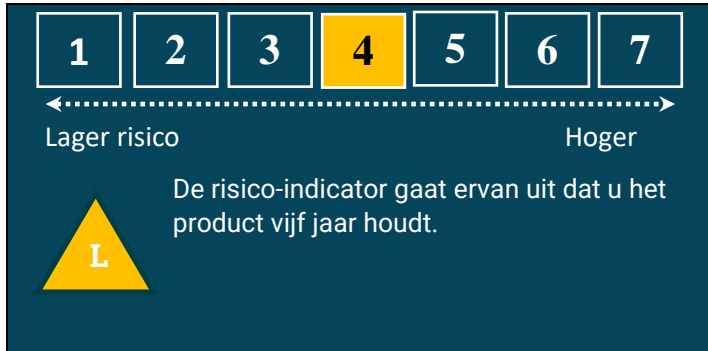 1 2 3 4 5 6 7
Lager risico Hoger
De risico-indicator gaat ervan uit dat u het
product vijf jaar houdt.
L